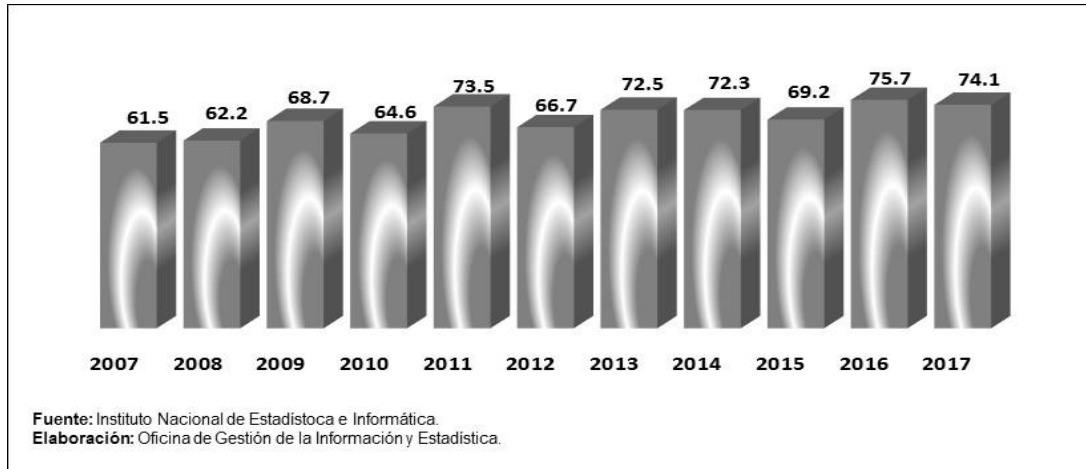 61.5 62.2 68.7 64.6 73.5 66.7 72.5 72.3 69.2 75.7 74.1
2007 2008 2009 2010 2011 2012 2013 2014 2015 2016 2017
Fuente: Instituto Nacional de Estadístoca e Informática.
Elaboración: Oficina de Gestión de la Información y Estadística.